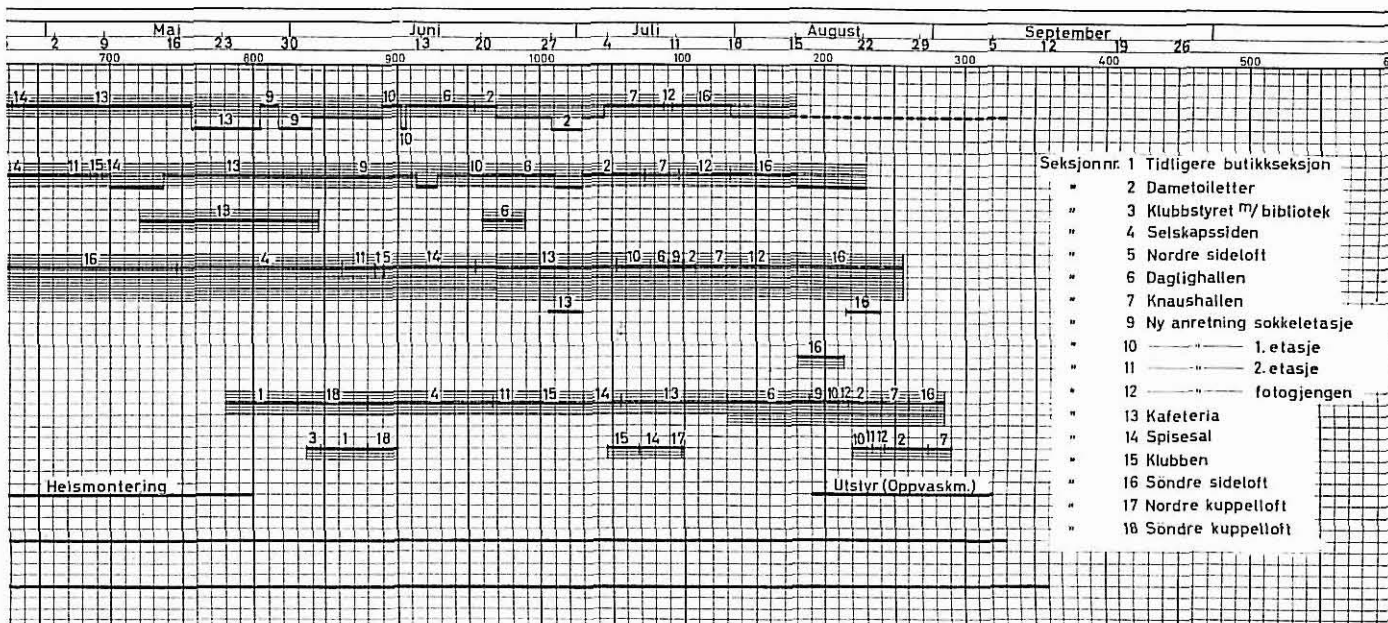 Mai Juni Juli August September
2 9 16 23 30 13 20 27 4 11 18 15 22 29 5 12 19 26
700 800 900 1000 100 200 300 400 500
14 13 9 10 6 2 7 12 16
13 9 10 2
4 11 15 14 13 9 10 6 2 7 12 16
13 6
16 4 11 15 14 13 10 6 9 10 2 7 12 16
13 16
16
1 18 4 11 15 14 13 6 9 10 12 2 7 16
3 1 18 15 14 17 10 11 12 2 7
Heismontering Utstyr (Oppvaskm.)
Seksjon nr. 1 Tidligere butikkseksjon
" 2 Dametoiletter
" 3 Klubbstyret m/bibliotek
" 4 Selskapssiden
" 5 Nordre sideloft
" 6 Daglighallen
" 7 Knaushallen
" 9 Ny anretning sokkeletasje
" 10 —— " —— 1. etasje
" 11 —— " —— 2. etasje
" 12 —— " —— fotogjengen
" 13 Kafeteria
" 14 Spisesal
" 15 Klubben
" 16 Söndre sideloft
" 17 Nordre kuppelloft
" 18 Söndre kuppelloft